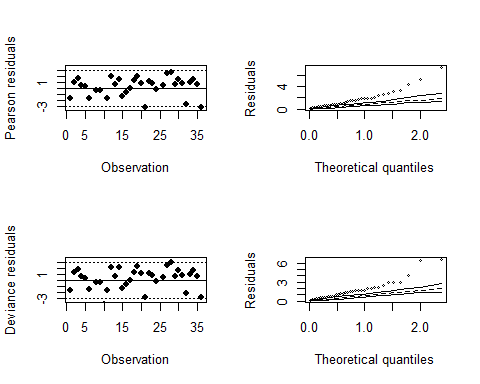 Pearson residuals
1
-3
0 5 15 25 35
Observation
Residuals
4
0
0.0 1.0 2.0
Theoretical quantiles
Deviance residuals
1
-3
0 5 15 25 35
Observation
Residuals
6
3
0
0.0 1.0 2.0
Theoretical quantiles